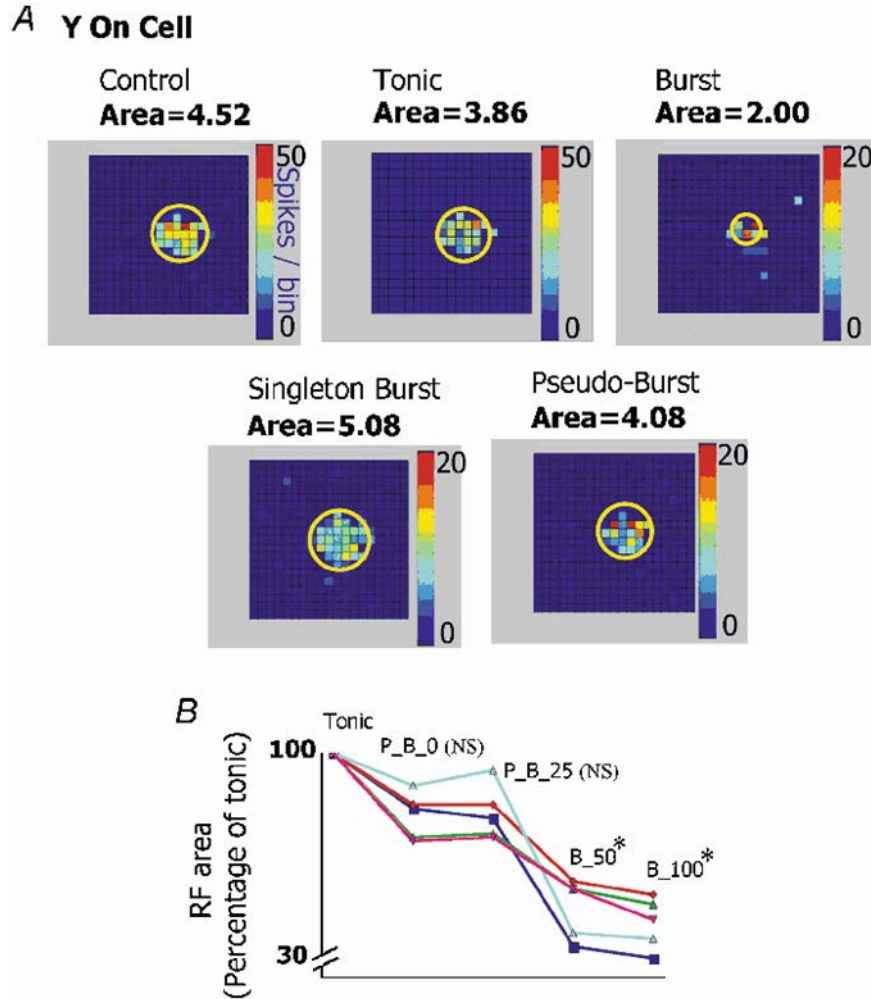 A Y On Cell
Control
Area=4.52
50
Spikes / bin
0
Tonic
Area=3.86
50
0
Burst
Area=2.00
20
0
Singleton Burst
Area=5.08
20
0
Pseudo-Burst
Area=4.08
20
0
B
RF area
(Percentage of tonic)
100
30
Tonic
P_B_0 (NS)
P_B_25 (NS)
B_50*
B_100*